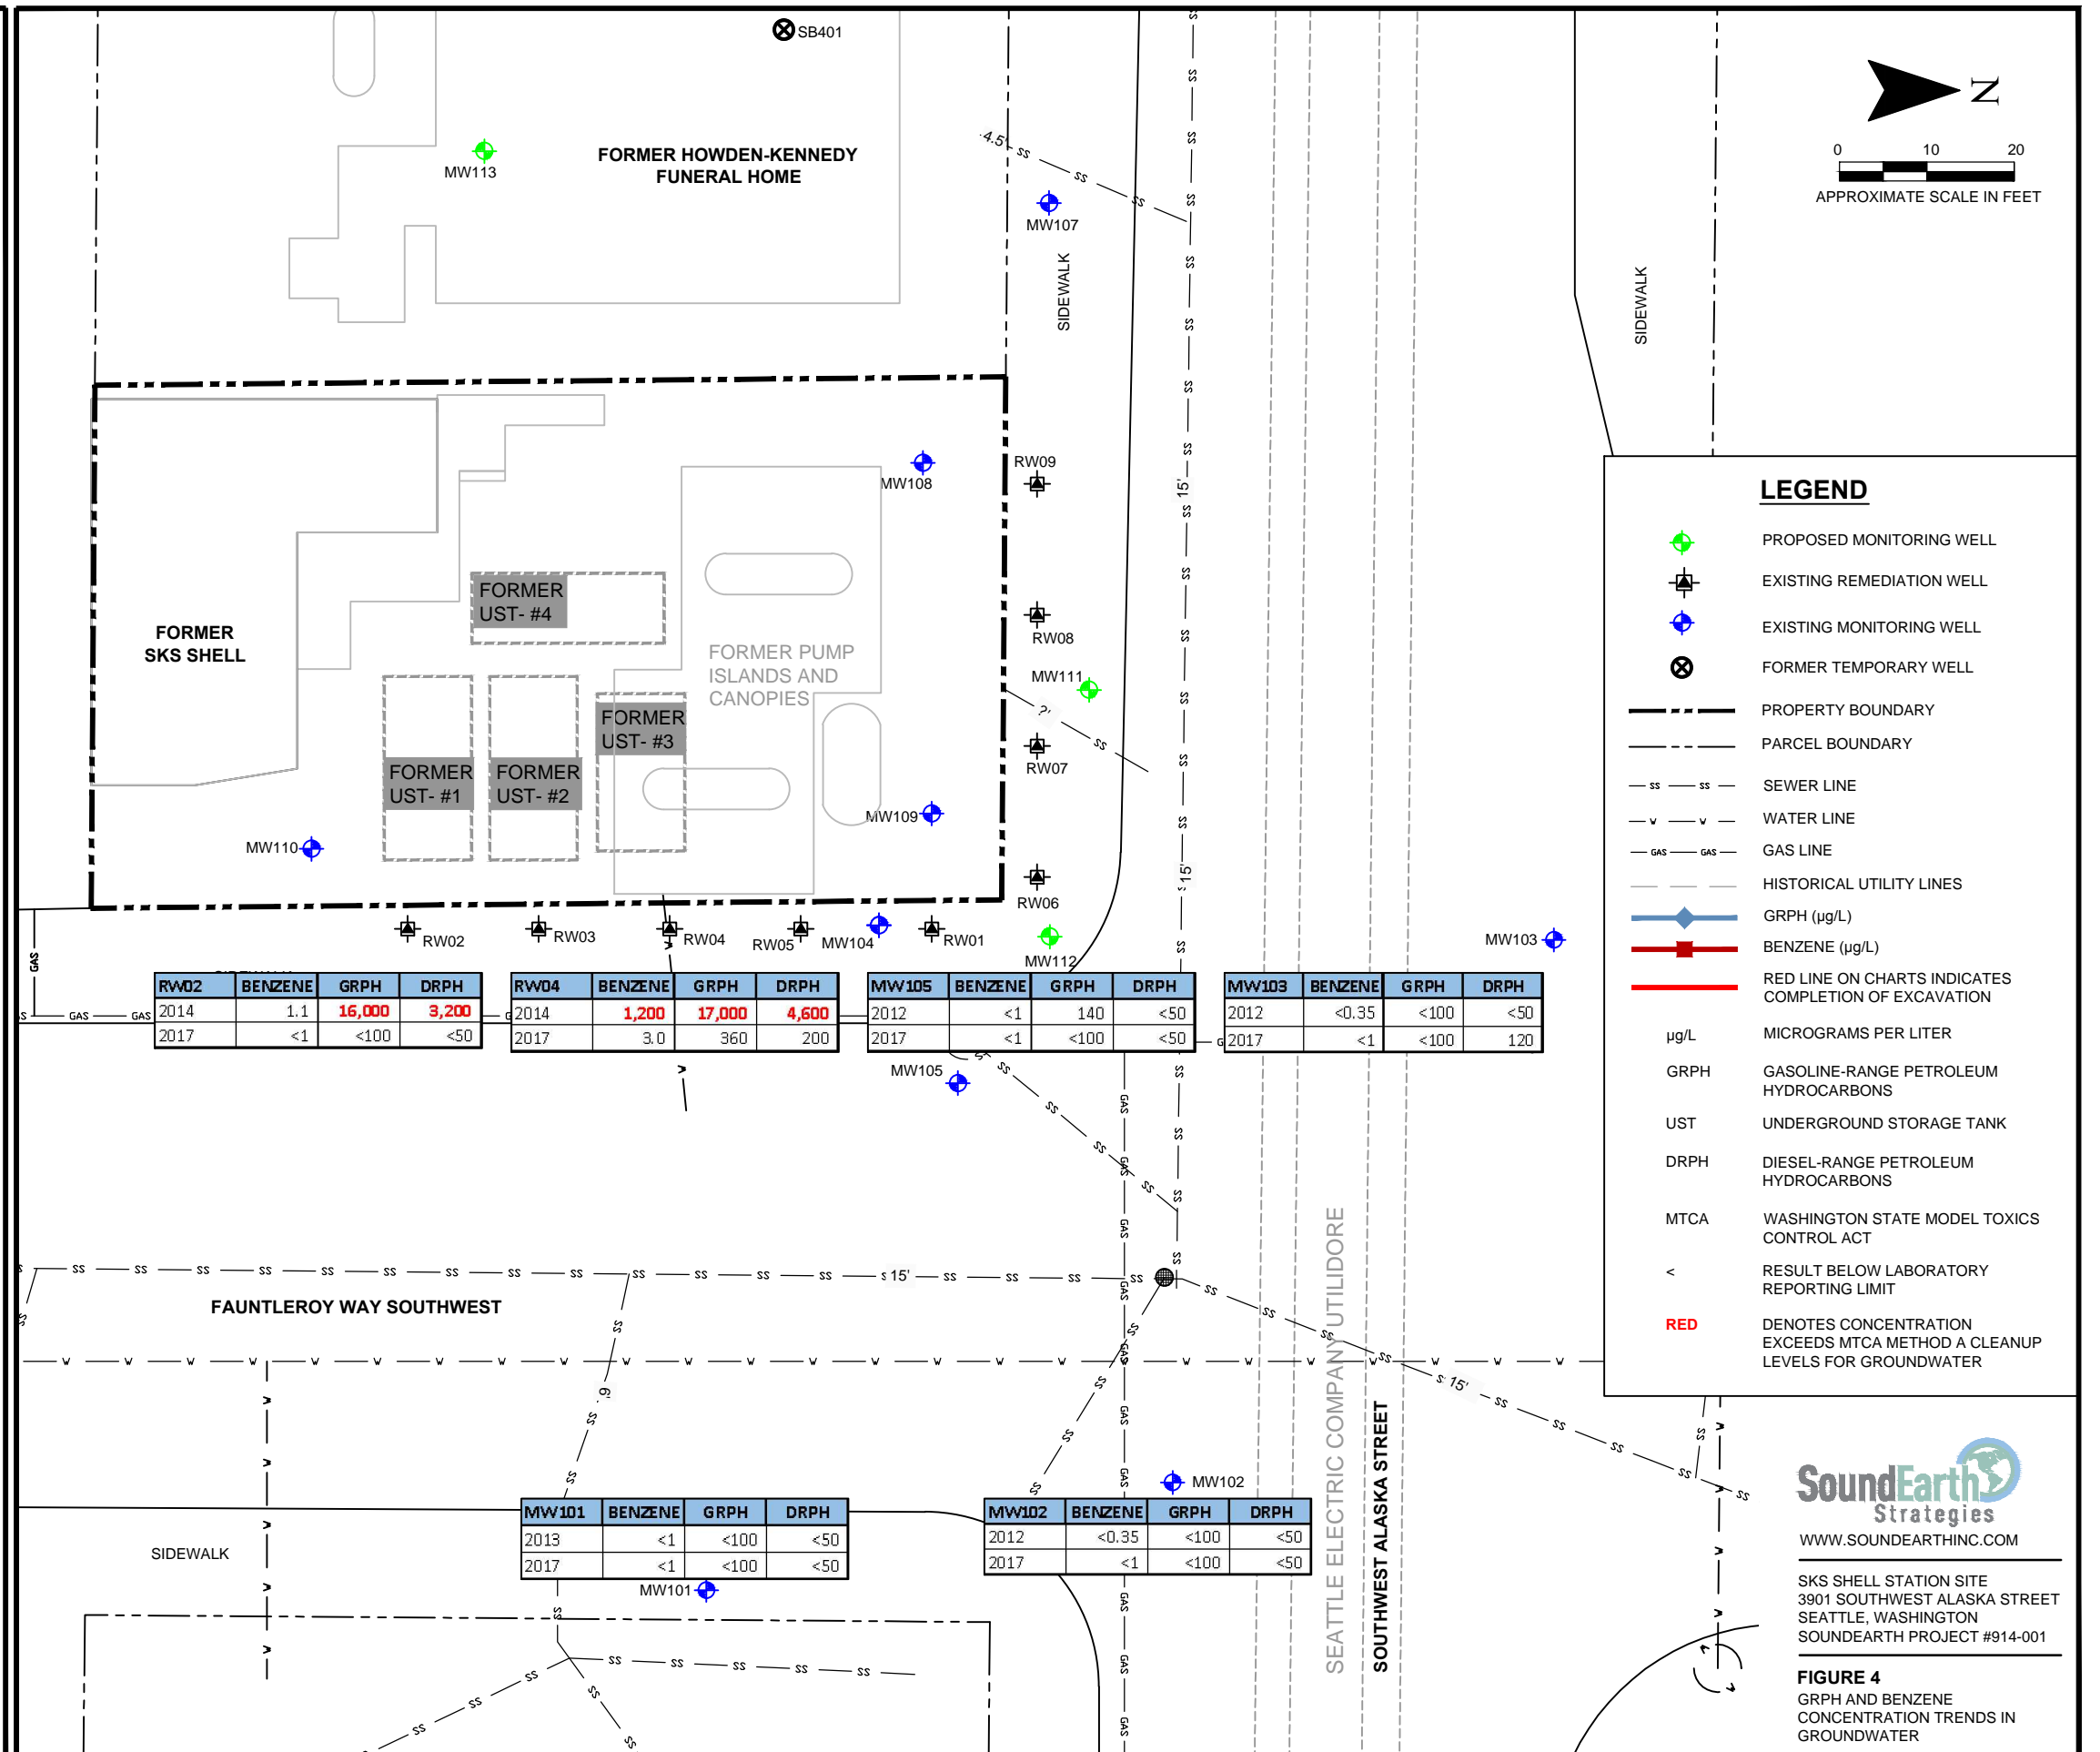 SB401
MW113
FORMER HOWDEN-KENNEDY
FUNERAL HOME
MW107
SIDEWALK
SIDEWALK
N
0 10 20
APPROXIMATE SCALE IN FEET
4.5'
SS
15'
MW108
RW09
FORMER
UST- #4
FORMER
SKS SHELL
FORMER PUMP
ISLANDS AND
CANOPIES
RW08
MW111
?'
RW07
FORMER
UST- #3
FORMER
UST- #1
FORMER
UST- #2
MW109
MW110
15'
RW06
RW02
RW03
RW04
RW05
MW104
RW01
MW112
MW103
GAS
RW02 BENZENE GRPH DRPH
2014 1.1 16,000 3,200
2017 <1 <100 <50
RW04 BENZENE GRPH DRPH
2014 1,200 17,000 4,600
2017 3.0 360 200
MW105 BENZENE GRPH DRPH
2012 <1 140 <50
2017 <1 <100 <50
MW103 BENZENE GRPH DRPH
2012 <0.35 <100 <50
2017 <1 <100 120
MW105
15'
FAUNTLEROY WAY SOUTHWEST
SEATTLE ELECTRIC COMPANY UTILIDORE
SOUTHWEST ALASKA STREET
15'
MW102
MW101 BENZENE GRPH DRPH
2013 <1 <100 <50
2017 <1 <100 <50
MW102 BENZENE GRPH DRPH
2012 <0.35 <100 <50
2017 <1 <100 <50
SIDEWALK
MW101
LEGEND
PROPOSED MONITORING WELL
EXISTING REMEDIATION WELL
EXISTING MONITORING WELL
FORMER TEMPORARY WELL
PROPERTY BOUNDARY
PARCEL BOUNDARY
SS SS SEWER LINE
W W WATER LINE
GAS GAS GAS LINE
HISTORICAL UTILITY LINES
GRPH (µg/L)
BENZENE (µg/L)
RED LINE ON CHARTS INDICATES
COMPLETION OF EXCAVATION
µg/L MICROGRAMS PER LITER
GRPH GASOLINE-RANGE PETROLEUM
HYDROCARBONS
UST UNDERGROUND STORAGE TANK
DRPH DIESEL-RANGE PETROLEUM
HYDROCARBONS
MTCA WASHINGTON STATE MODEL TOXICS
CONTROL ACT
< RESULT BELOW LABORATORY
REPORTING LIMIT
RED DENOTES CONCENTRATION
EXCEEDS MTCA METHOD A CLEANUP
LEVELS FOR GROUNDWATER
SoundEarth
Strategies
WWW.SOUNDEARTHINC.COM
SKS SHELL STATION SITE
3901 SOUTHWEST ALASKA STREET
SEATTLE, WASHINGTON
SOUNDEARTH PROJECT #914-001
FIGURE 4
GRPH AND BENZENE
CONCENTRATION TRENDS IN
GROUNDWATER